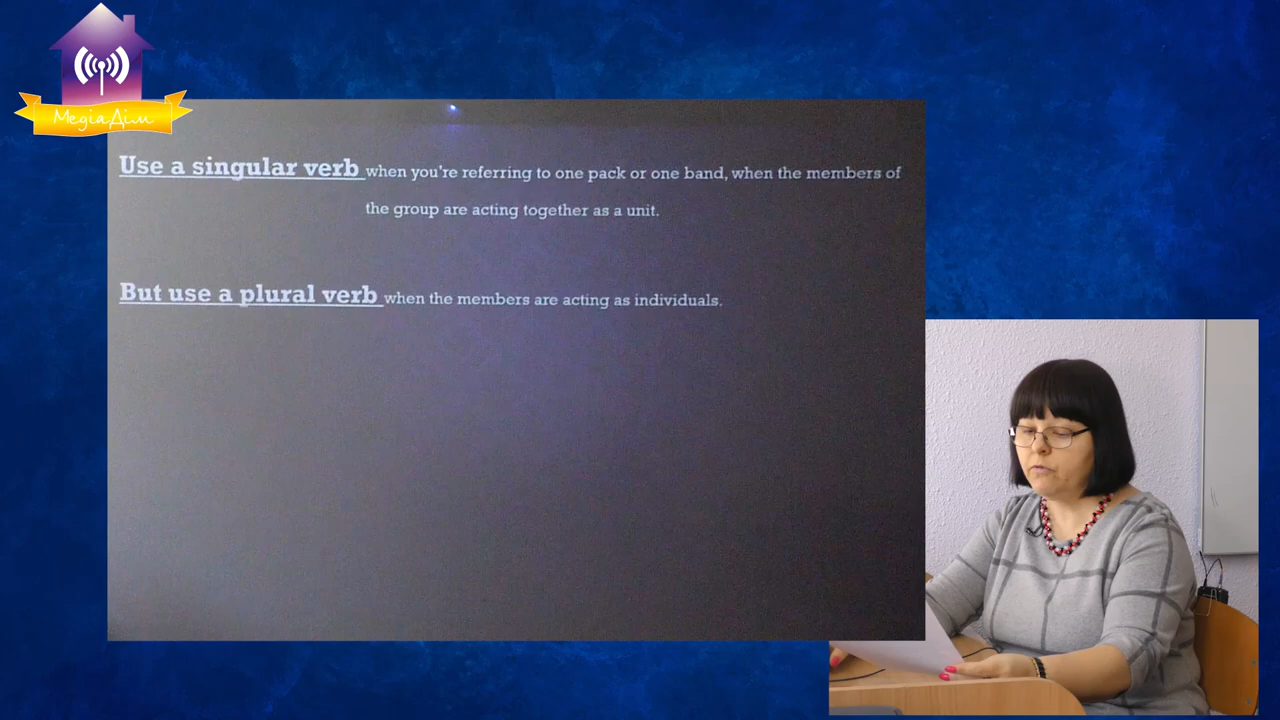 МедіаДім
Use a singular verb when you're referring to one pack or one band, when the members of
the group are acting together as a unit.
But use a plural verb when the members are acting as individuals.